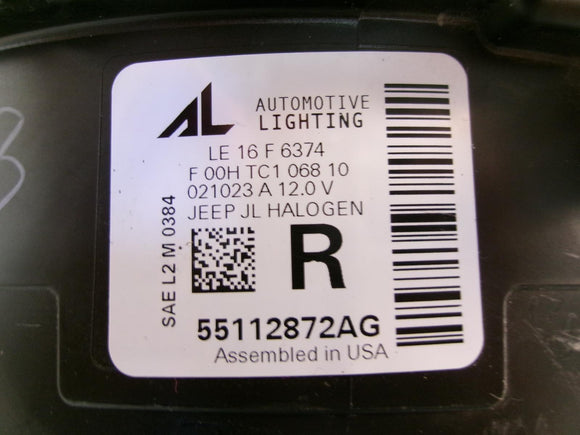 AL AUTOMOTIVE
LIGHTING
LE 16 F 6374
F 00H TC1 068 10
021023 A 12.0 V
JEEP JL HALOGEN
SAE L2 M 0384
R
55112872AG
Assembled in USA